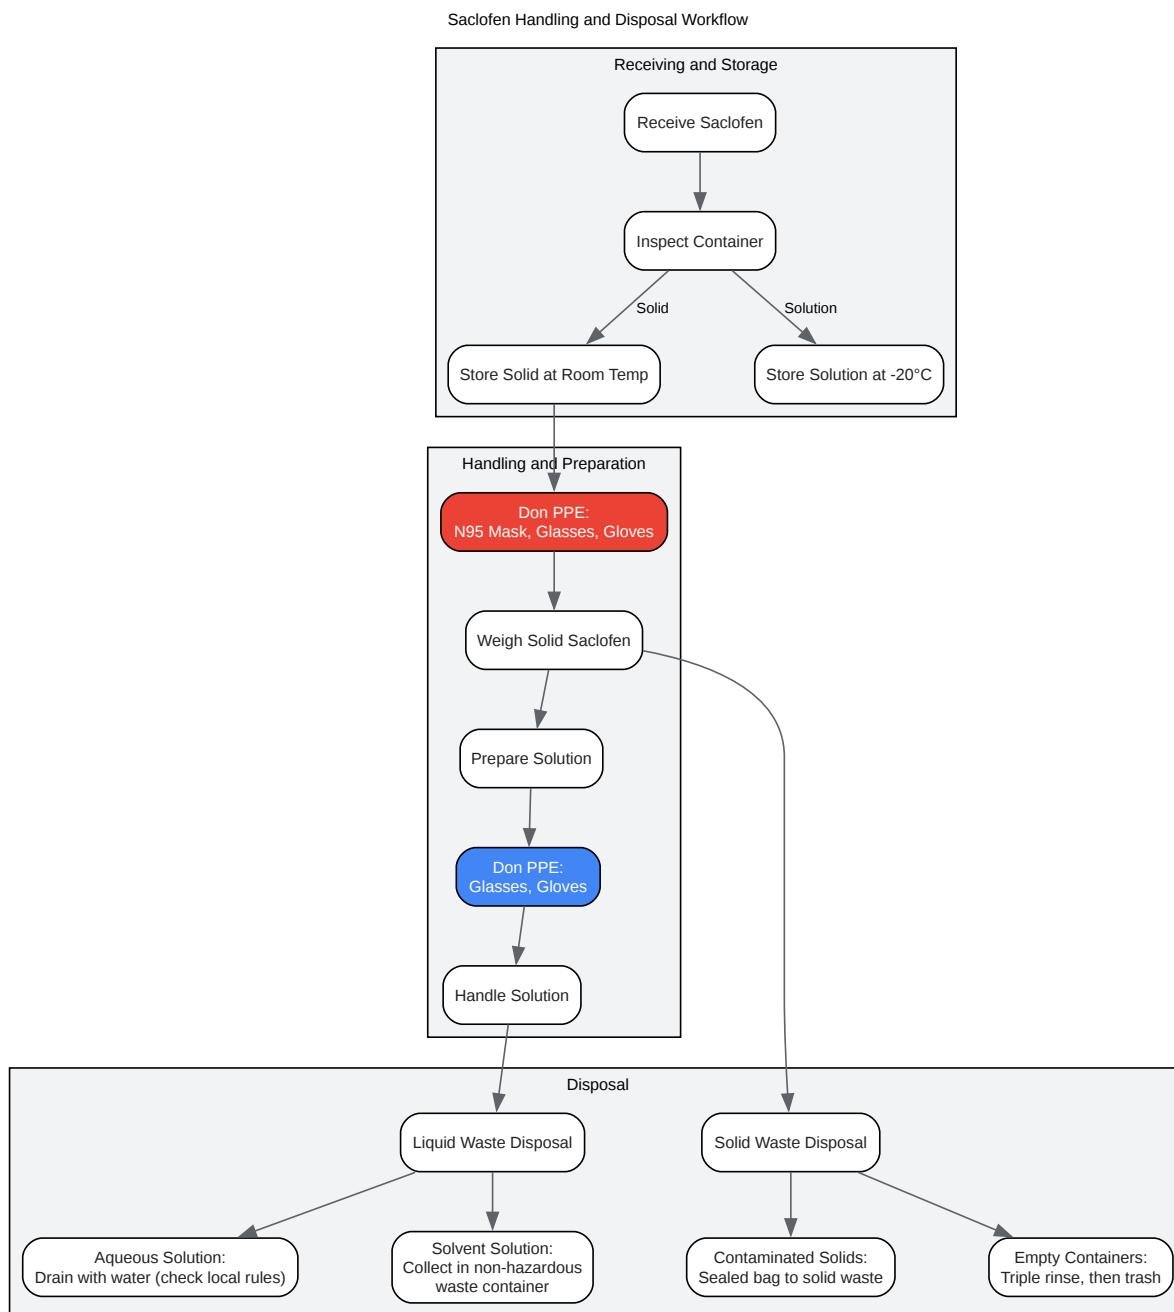 Saclofen Handling and Disposal Workflow
Receiving and Storage
Receive Saclofen
Inspect Container
Solid
Solution
Store Solid at Room Temp
Store Solution at -20°C
Handling and Preparation
Don PPE:
N95 Mask, Glasses, Gloves
Weigh Solid Saclofen
Prepare Solution
Don PPE:
Glasses, Gloves
Handle Solution
Disposal
Liquid Waste Disposal
Solid Waste Disposal
Aqueous Solution:
Drain with water (check local rules)
Solvent Solution:
Collect in non-hazardous
waste container
Contaminated Solids:
Sealed bag to solid waste
Empty Containers:
Triple rinse, then trash